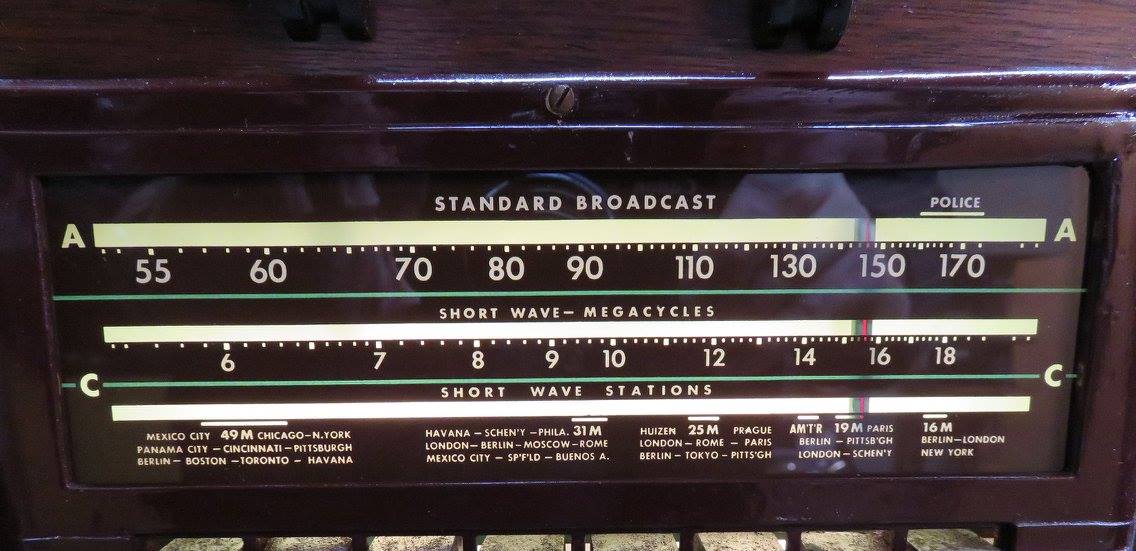 STANDARD BROADCAST
POLICE
A A
55 60 70 80 90 110 130 150 170
SHORT WAVE— MEGACYCLES
6 7 8 9 10 12 14 16 18
C C
SHORT WAVE STATIONS
MEXICO CITY 49M CHICAGO—N.YORK
PANAMA CITY — CINCINNATI — PITTSBURGH
BERLIN — BOSTON — TORONTO — HAVANA
HAVANA — SCHEN'Y — PHILA. 31M
LONDON — BERLIN — MOSCOW — ROME
MEXICO CITY — SP'F'LD — BUENOS A.
HUIZEN 25M PRAGUE
LONDON — ROME — PARIS
BERLIN — TOKYO — PITTS'GH
AM'T'R 19M PARIS
BERLIN — PITTSB'GH
LONDON — SCHEN'Y
16M
BERLIN—LONDON
NEW YORK